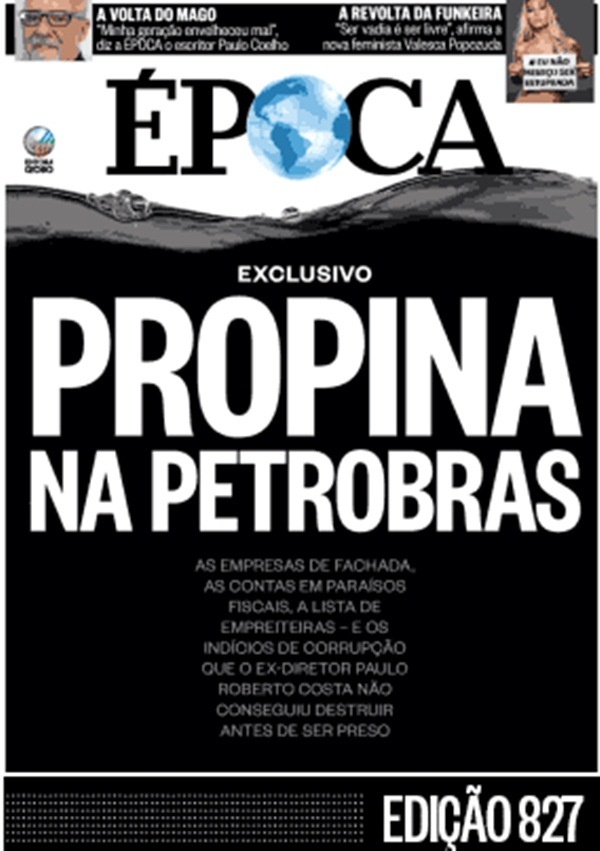 A VOLTA DO MAGO
"Minha geração envelheceu mal",
diz a ÉPOCA o escritor Paulo Coelho
A REVOLTA DA FUNKEIRA
"Ser vadia é ser livre", afirma a
nova feminista Valesca Popozuda
# EU NÃO
MEREÇO SER
ESTUPRADA
ÉPOCA
EDITORA
GLOBO
EXCLUSIVO
PROPINA
NA PETROBRAS
AS EMPRESAS DE FACHADA,
AS CONTAS EM PARAÍSOS
FISCAIS, A LISTA DE
EMPREITEIRAS – E OS
INDÍCIOS DE CORRUPÇÃO
QUE O EX-DIRETOR PAULO
ROBERTO COSTA NÃO
CONSEGUIU DESTRUIR
ANTES DE SER PRESO
EDIÇÃO 827